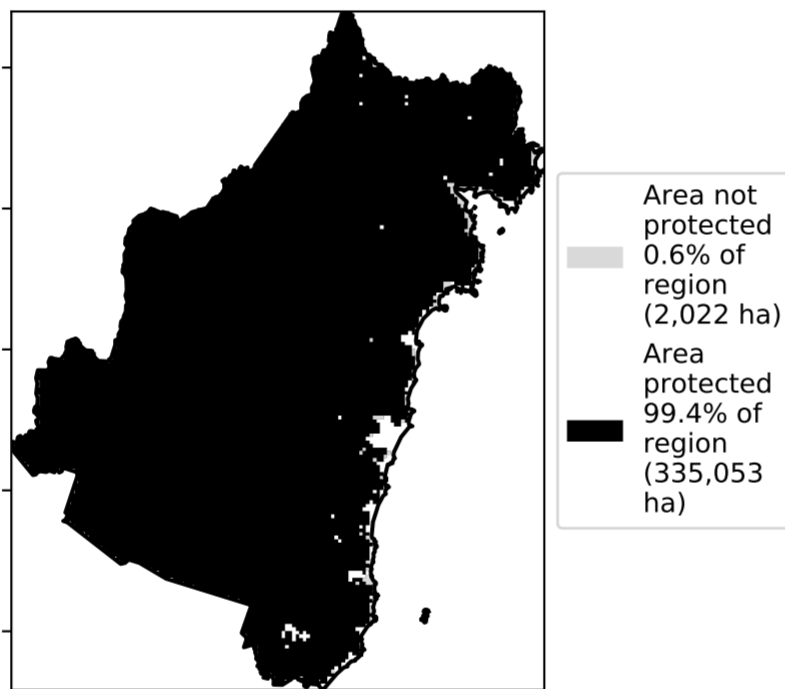 Area not
protected
0.6% of
region
(2,022 ha)
Area
protected
99.4% of
region
(335,053
ha)